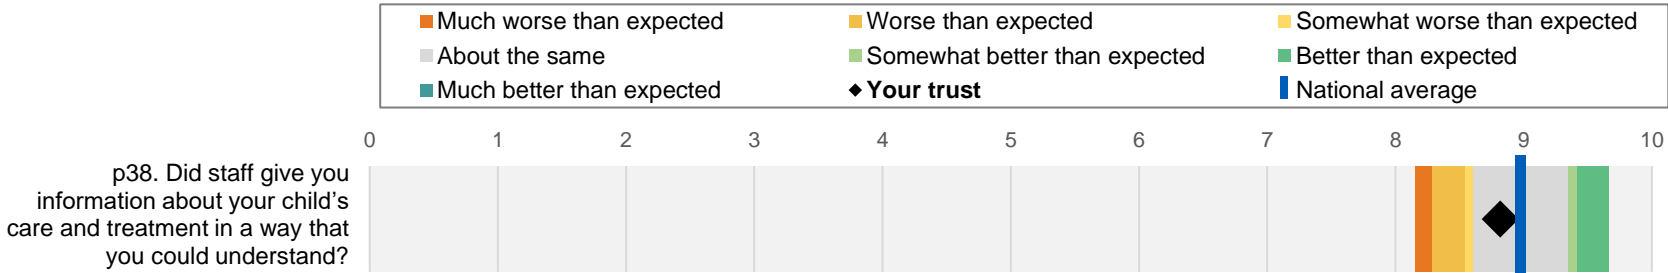 Much worse than expected
Worse than expected
Somewhat worse than expected
About the same
Somewhat better than expected
Better than expected
Much better than expected
Your trust
National average
0 1 2 3 4 5 6 7 8 9 10
p38. Did staff give you
information about your child's
care and treatment in a way that
you could understand?